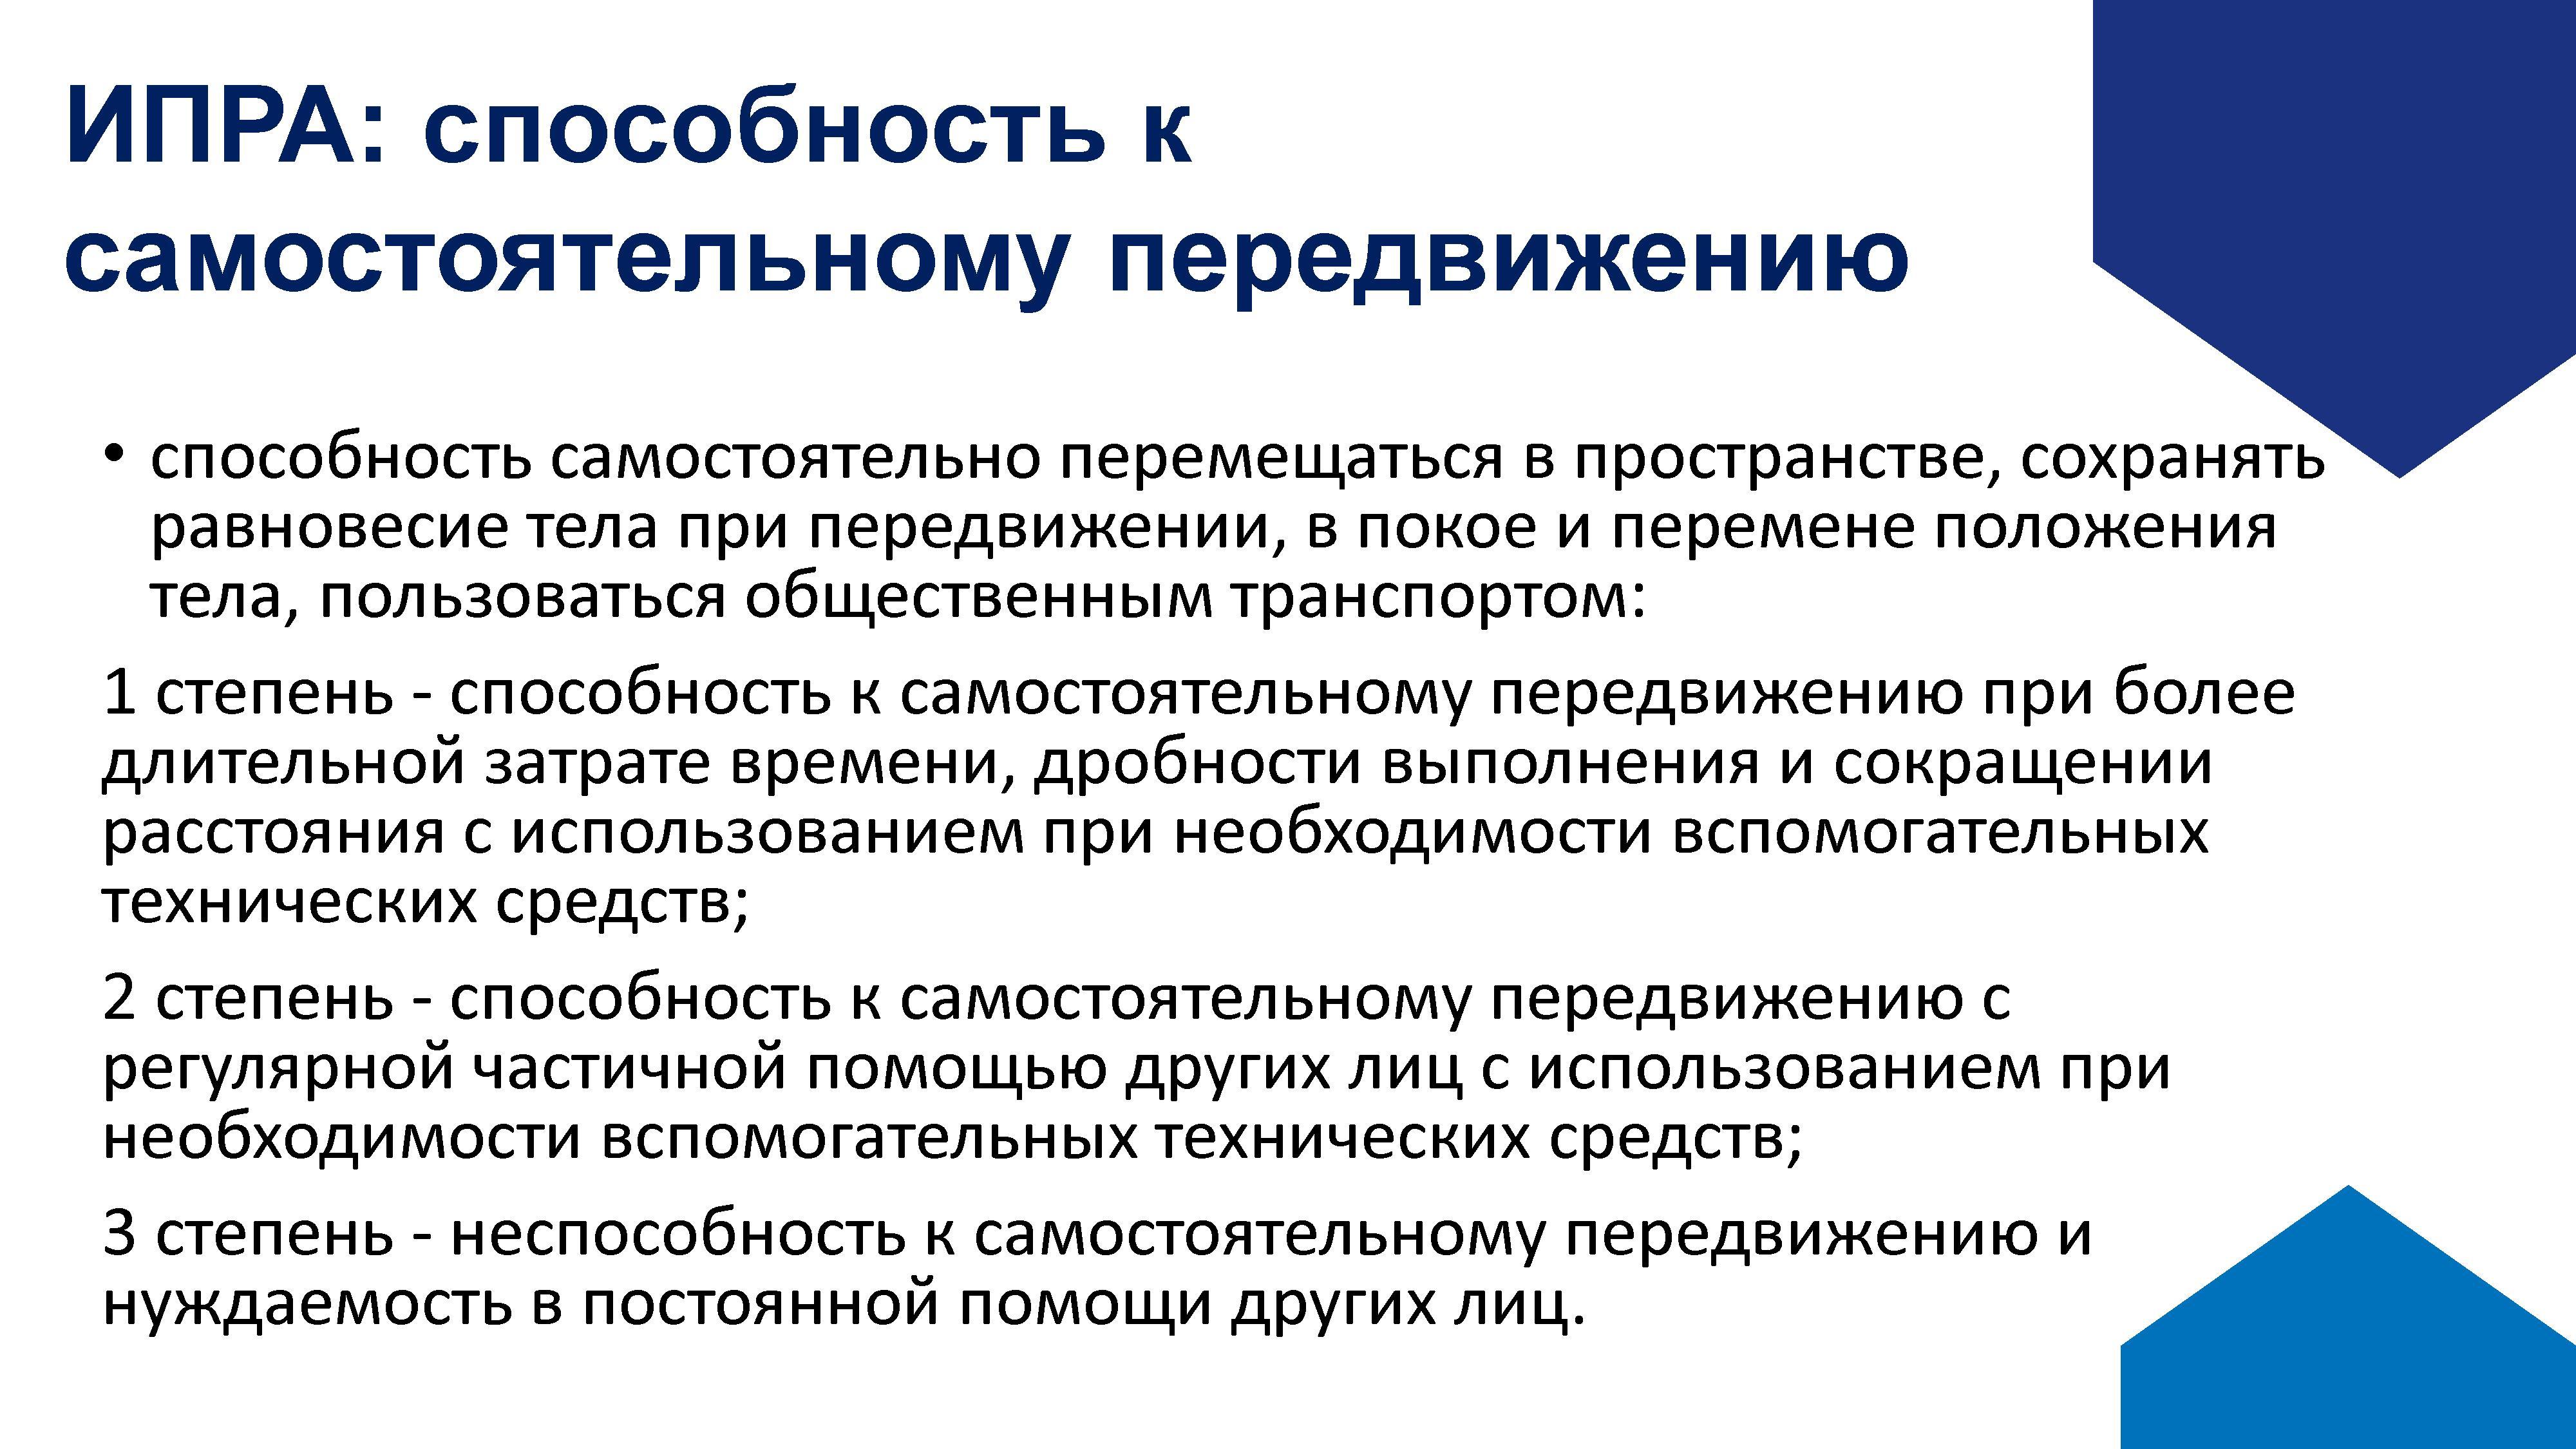 ИПРА: способность к
самостоятельному передвижению
• способность самостоятельно перемещаться в пространстве, сохранять
равновесие тела при передвижении, в покое и перемене положения
тела, пользоваться общественным транспортом:
1 степень - способность к самостоятельному передвижению при более
длительной затрате времени, дробности выполнения и сокращении
расстояния с использованием при необходимости вспомогательных
технических средств;
2 степень - способность к самостоятельному передвижению с
регулярной частичной помощью других лиц с использованием при
необходимости вспомогательных технических средств;
3 степень - неспособность к самостоятельному передвижению и
нуждаемость в постоянной помощи других лиц.